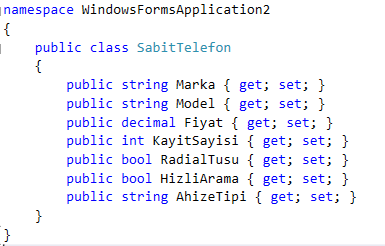 namespace WindowsFormsApplication2
{
public class SabitTelefon
{
public string Marka { get; set; }
public string Model { get; set; }
public decimal Fiyat { get; set; }
public int KayitSayisi { get; set; }
public bool RadialTusu { get; set; }
public bool HizliArama { get; set; }
public string AhizeTipi { get; set; }
}
}